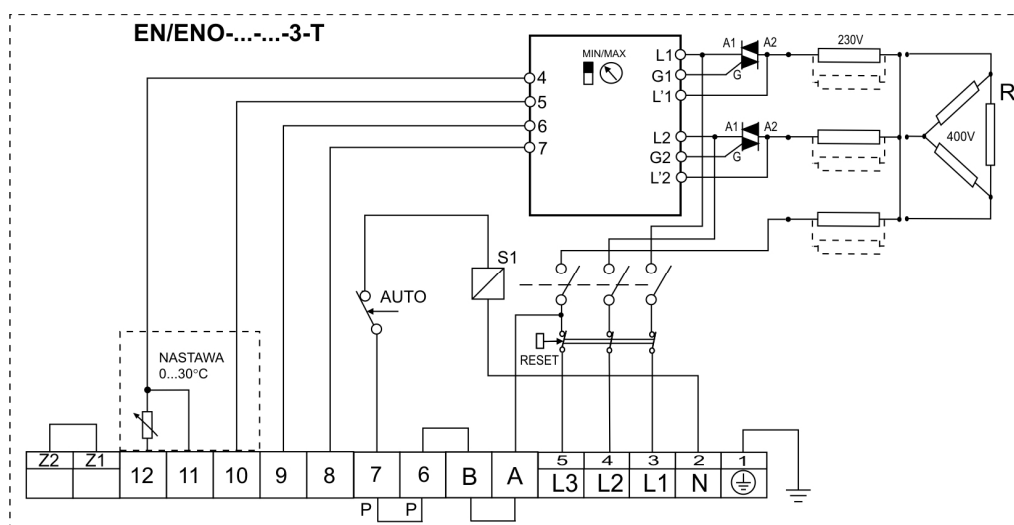 EN/ENO-...-...-3-T
MIN/MAX
4
5
6
7
L1
G1
L'1
L2
G2
L'2
A1
A2
G
A1
A2
G
230V
400V
R
S1
AUTO
RESET
NASTAWA
0...30°C
Z2
Z1
12
11
10
9
8
7
6
B
A
5
L3
4
L2
3
L1
2
N
1
P
P